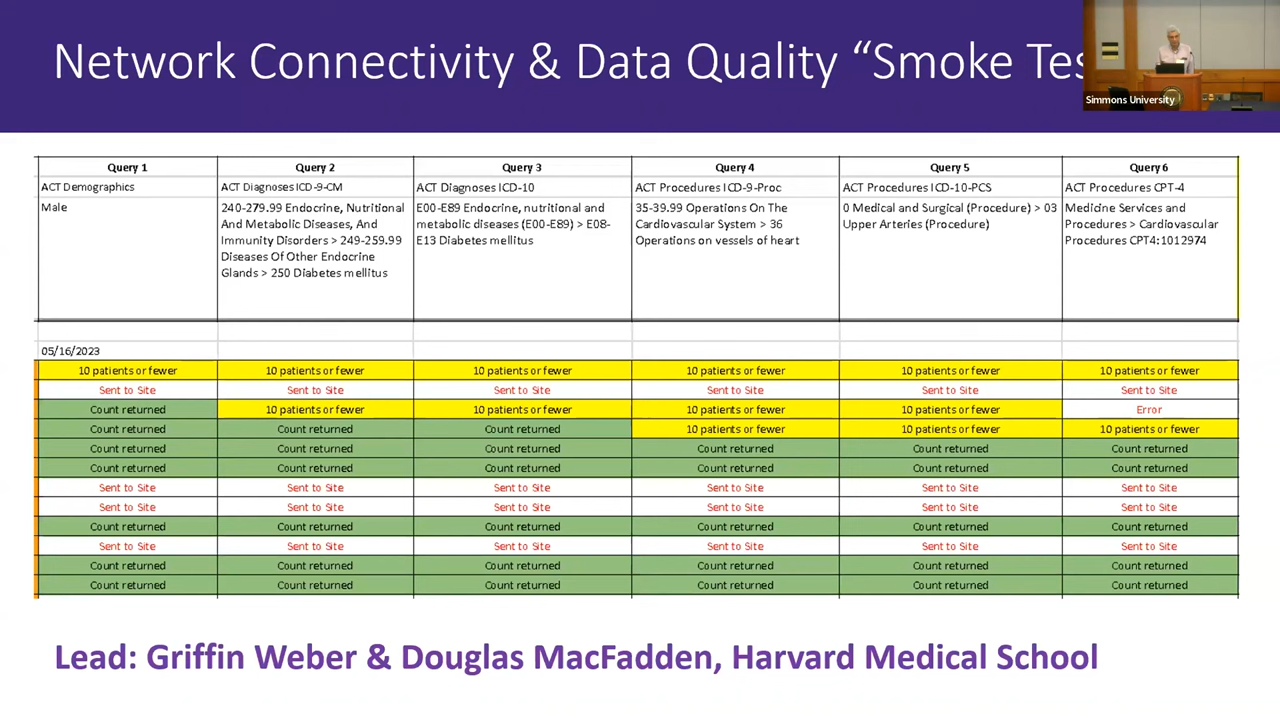 Network Connectivity & Data Quality “Smoke Tes
Simmons University
Query 1 Query 2 Query 3 Query 4 Query 5 Query 6
ACT Demographics ACT Diagnoses ICD-9-CM ACT Diagnoses ICD-10 ACT Procedures ICD-9-Proc ACT Procedures ICD-10-PCS ACT Procedures CPT-4
Male
240-279.99 Endocrine, Nutritional
And Metabolic Diseases, And
Immunity Disorders > 249-259.99
Diseases Of Other Endocrine
Glands > 250 Diabetes mellitus
E00-E89 Endocrine, nutritional and
metabolic diseases (E00-E89) > E08-
E13 Diabetes mellitus
35-39.99 Operations On The
Cardiovascular System > 36
Operations on vessels of heart
0 Medical and Surgical (Procedure) > 03
Upper Arteries (Procedure)
Medicine Services and
Procedures > Cardiovascular
Procedures CPT4:1012974
05/16/2023
10 patients or fewer 10 patients or fewer 10 patients or fewer 10 patients or fewer 10 patients or fewer 10 patients or fewer
Sent to Site Sent to Site Sent to Site Sent to Site Sent to Site Sent to Site
Count returned 10 patients or fewer 10 patients or fewer 10 patients or fewer 10 patients or fewer Error
Count returned Count returned Count returned 10 patients or fewer 10 patients or fewer 10 patients or fewer
Count returned Count returned Count returned Count returned Count returned Count returned
Count returned Count returned Count returned Count returned Count returned Count returned
Sent to Site Sent to Site Sent to Site Sent to Site Sent to Site Sent to Site
Sent to Site Sent to Site Sent to Site Sent to Site Sent to Site Sent to Site
Count returned Count returned Count returned Count returned Count returned Count returned
Sent to Site Sent to Site Sent to Site Sent to Site Sent to Site Sent to Site
Count returned Count returned Count returned Count returned Count returned Count returned
Count returned Count returned Count returned Count returned Count returned Count returned
Lead: Griffin Weber & Douglas MacFadden, Harvard Medical School